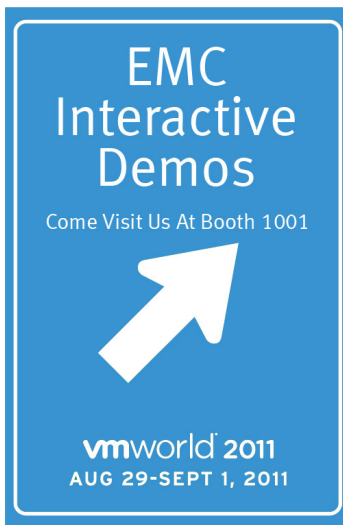 EMC
Interactive
Demos
Come Visit Us At Booth 1001
vmworld 2011
AUG 29-SEPT 1, 2011